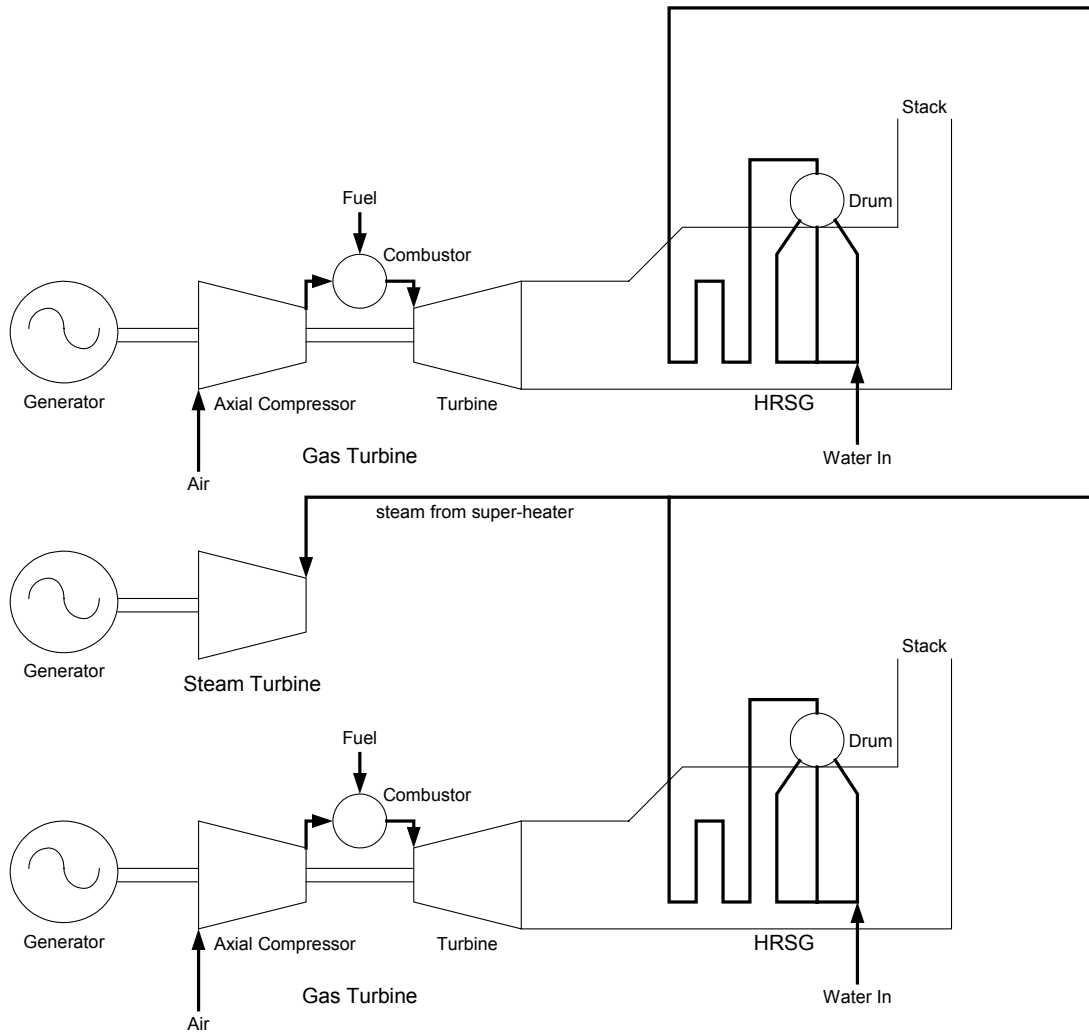 Stack
Fuel
Drum
Combustor
Generator
Axial Compressor
Turbine
HRSG
Gas Turbine
Water In
Air
steam from super-heater
Generator
Steam Turbine
Stack
Fuel
Drum
Combustor
Generator
Axial Compressor
Turbine
HRSG
Gas Turbine
Water In
Air